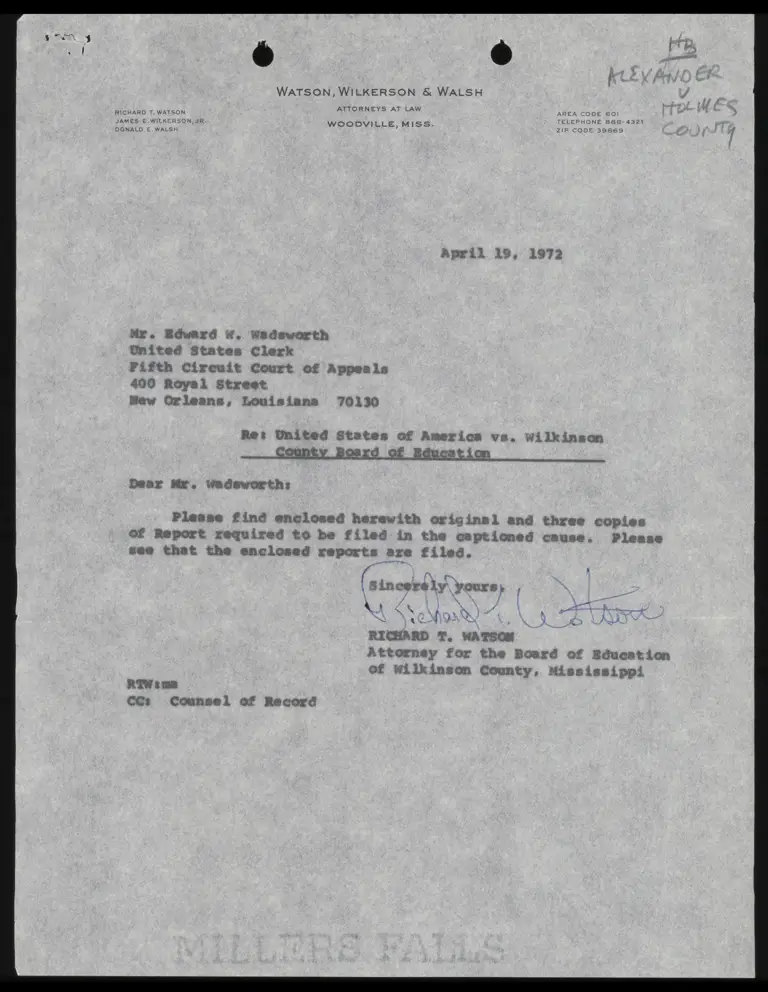 HB
ALEXANDER
V
HOLMES
COUNTY
WATSON, WILKERSON & WALSH
ATTORNEYS AT LAW
WOODVILLE, MISS.
RICHARD T. WATSON
JAMES E. WILKERSON, JR.
DONALD E. WALSH
AREA CODE 601
TELEPHONE 888-4321
ZIP CODE 39669
April 19, 1972
Mr. Edward W. Wadsworth
United States Clerk
Fifth Circuit Court of Appeals
400 Royal Street
New Orleans, Louisiana 70130
Re: United States of America vs. Wilkinson
County Board of Education
Dear Mr. Wadsworth:
Please find enclosed herewith original and three copies
of Report required to be filed in the captioned cause. Please
see that the enclosed reports are filed.
Sincerely yours,
Richard T. Watson
RICHARD T. WATSON
Attorney for the Board of Education
of Wilkinson County, Mississippi
RTW:mm
CC: Counsel of Record
MILLERS FALLS